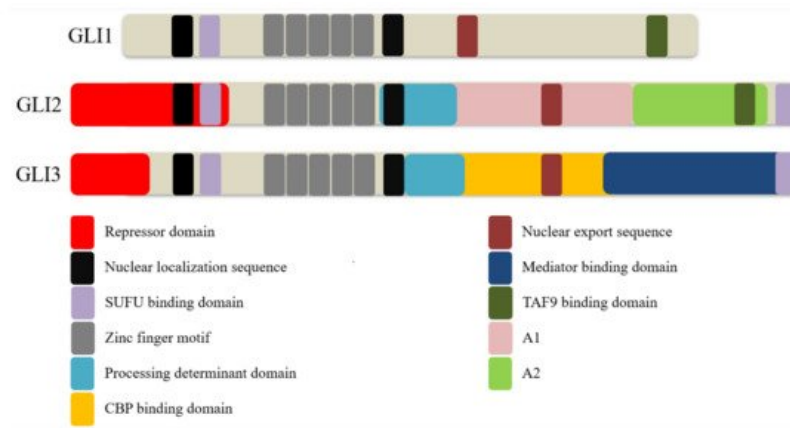 GLI1
GLI2
GLI3
Repressor domain
Nuclear localization sequence
SUFU binding domain
Zinc finger motif
Processing determinant domain
CBP binding domain
Nuclear export sequence
Mediator binding domain
TAF9 binding domain
A1
A2